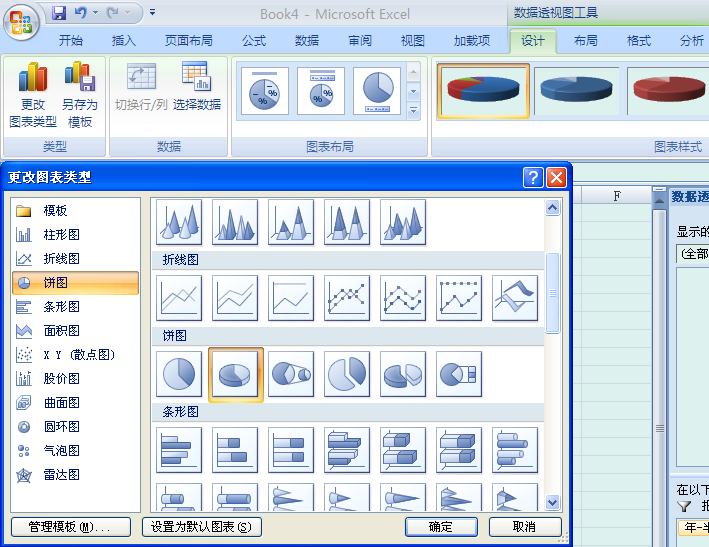 Book4 - Microsoft Excel
数据透视图工具
开始 插入 页面布局 公式 数据 审阅 视图 加载项 设计 布局 格式 分析
更改
图表类型
另存为
模板
切换行/列
选择数据
类型 数据 图表布局 图表样式
更改图表类型
模板
柱形图
折线图
饼图
条形图
面积图
X Y (散点图)
股价图
曲面图
圆环图
气泡图
雷达图
折线图
饼图
条形图
管理模板(M)...
设置为默认图表(S)
确定
取消
F
数据透
显示的
(全部
在以下
年-半